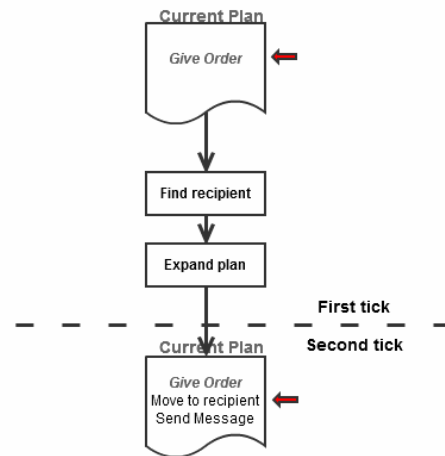 Current Plan
Give Order
Find recipient
Expand plan
First tick
Second tick
Current Plan
Give Order
Move to recipient
Send Message